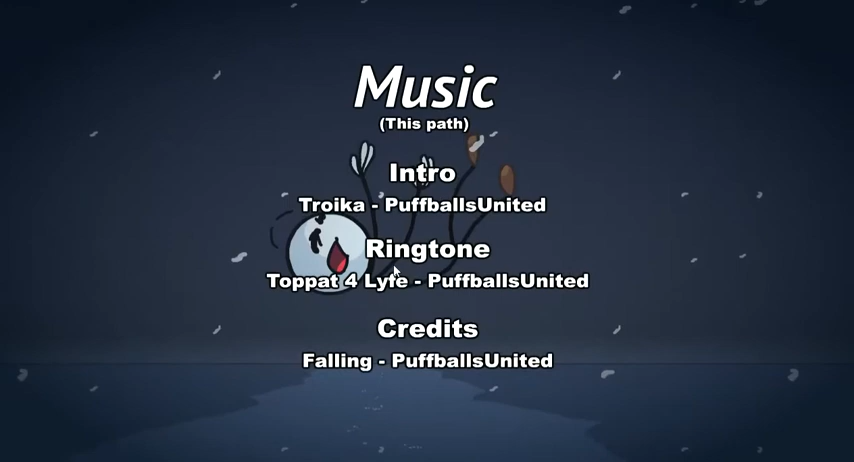 Music
(This path)
Intro
Troika - PuffballsUnited
Ringtone
Toppat 4 Lyfe - PuffballsUnited
Credits
Falling - PuffballsUnited